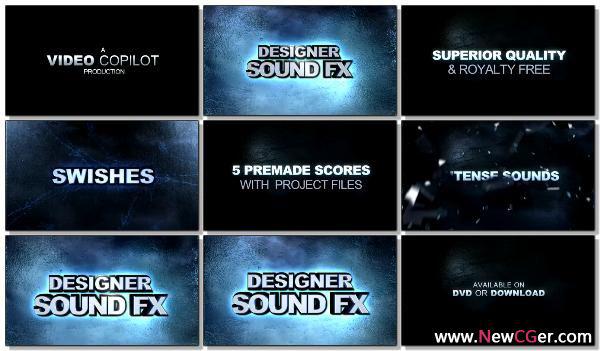 A
VIDEO COPILOT
PRODUCTION
DESIGNER
SOUND FX
SUPERIOR QUALITY
& ROYALTY FREE
SWISHES
5 PREMADE SCORES
WITH PROJECT FILES
TENSE SOUNDS
DESIGNER
SOUND FX
DESIGNER
SOUND FX
AVAILABLE ON
DVD OR DOWNLOAD
www.NewCGer.com